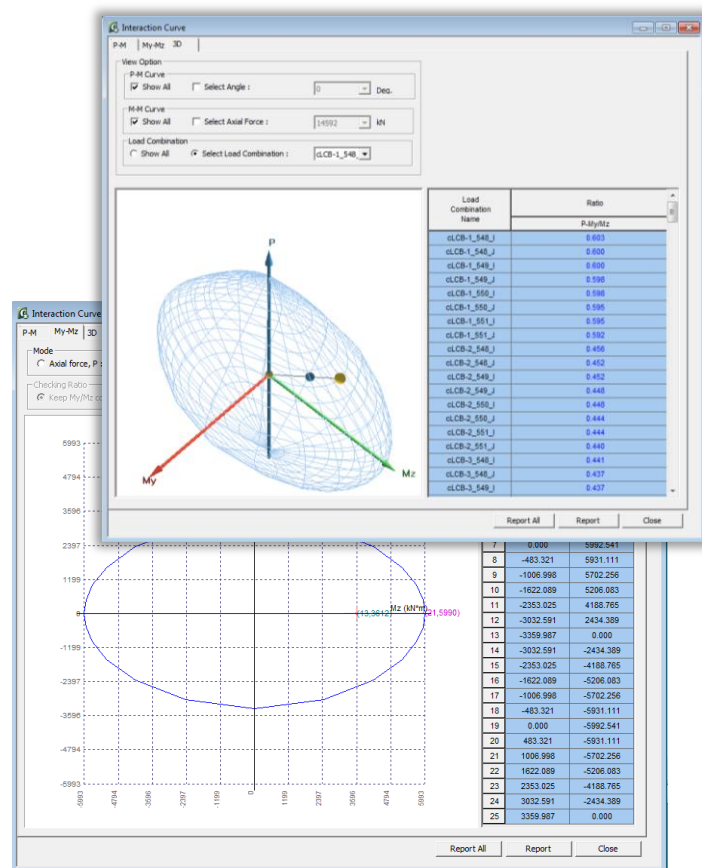 Interaction Curve
P-M My-Mz 3D
View Option
P-M Curve
Show All Select Angle : 0 Deg.
M-M Curve
Show All Select Axial Force : 14592 kN
Load Combination
Show All Select Load Combination : cLCB-1_548_
P
My
Mz
Load Combination Name Ratio
P-My/Mz
cLCB-1_548_I 0.603
cLCB-1_548_J 0.600
cLCB-1_549_I 0.600
cLCB-1_549_J 0.598
cLCB-1_550_I 0.598
cLCB-1_550_J 0.595
cLCB-1_551_I 0.595
cLCB-1_551_J 0.592
cLCB-2_548_I 0.456
cLCB-2_548_J 0.452
cLCB-2_549_I 0.452
cLCB-2_549_J 0.448
cLCB-2_550_I 0.448
cLCB-2_550_J 0.444
cLCB-2_551_I 0.444
cLCB-2_551_J 0.440
cLCB-3_548_I 0.441
cLCB-3_548_J 0.437
cLCB-3_549_I 0.437
Report All Report Close
Interaction Curve
P-M My-Mz 3D
Mode
Axial force, P :
Checking Ratio
Keep My/Mz
5993
4794
3596
2397
1199
0
-1199
-2397
-3596
-4794
-5993
-5993 -4794 -3596 -2397 -1199 0 1199 2397 3596 4794 5993
(13,3612) Mz (kN*m) (21,5990)
7 0.000 5992.541
8 -483.321 5931.111
9 -1006.998 5702.256
10 -1622.089 5206.083
11 -2353.025 4188.765
12 -3032.591 2434.389
13 -3359.987 0.000
14 -3032.591 -2434.389
15 -2353.025 -4188.765
16 -1622.089 -5206.083
17 -1006.998 -5702.256
18 -483.321 -5931.111
19 0.000 -5992.541
20 483.321 -5931.111
21 1006.998 -5702.256
22 1622.089 -5206.083
23 2353.025 -4188.765
24 3032.591 -2434.389
25 3359.987 0.000
Report All Report Close